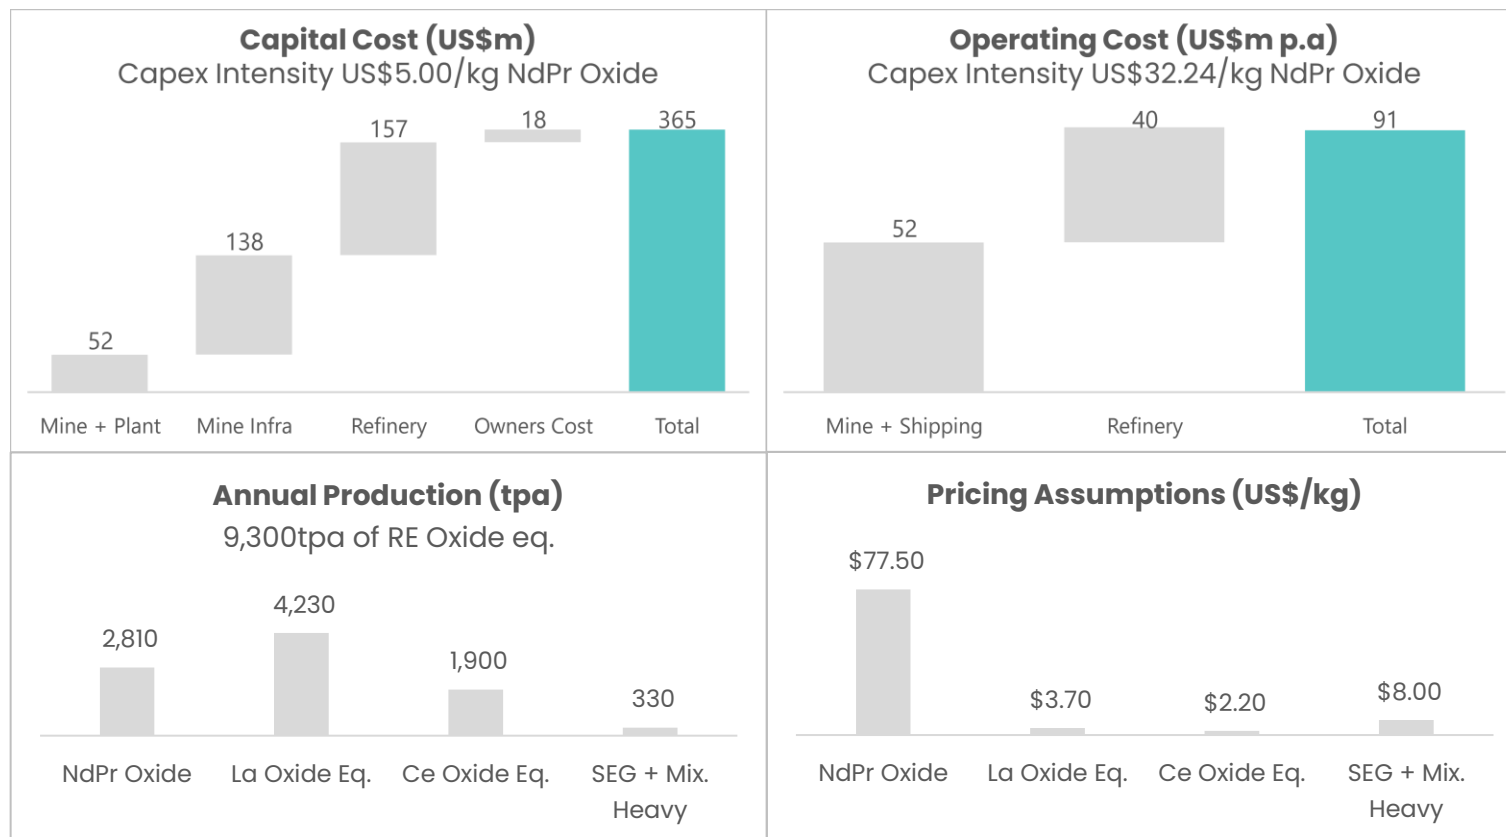 Capital Cost (US$m)
Capex Intensity US$5.00/kg NdPr Oxide
52
138
157
18
365
Mine + Plant
Mine Infra
Refinery
Owners Cost
Total
Operating Cost (US$m p.a)
Capex Intensity US$32.24/kg NdPr Oxide
52
40
91
Mine + Shipping
Refinery
Total
Annual Production (tpa)
9,300tpa of RE Oxide eq.
2,810
4,230
1,900
330
NdPr Oxide
La Oxide Eq.
Ce Oxide Eq.
SEG + Mix.
Heavy
Pricing Assumptions (US$/kg)
$77.50
$3.70
$2.20
$8.00
NdPr Oxide
La Oxide Eq.
Ce Oxide Eq.
SEG + Mix.
Heavy